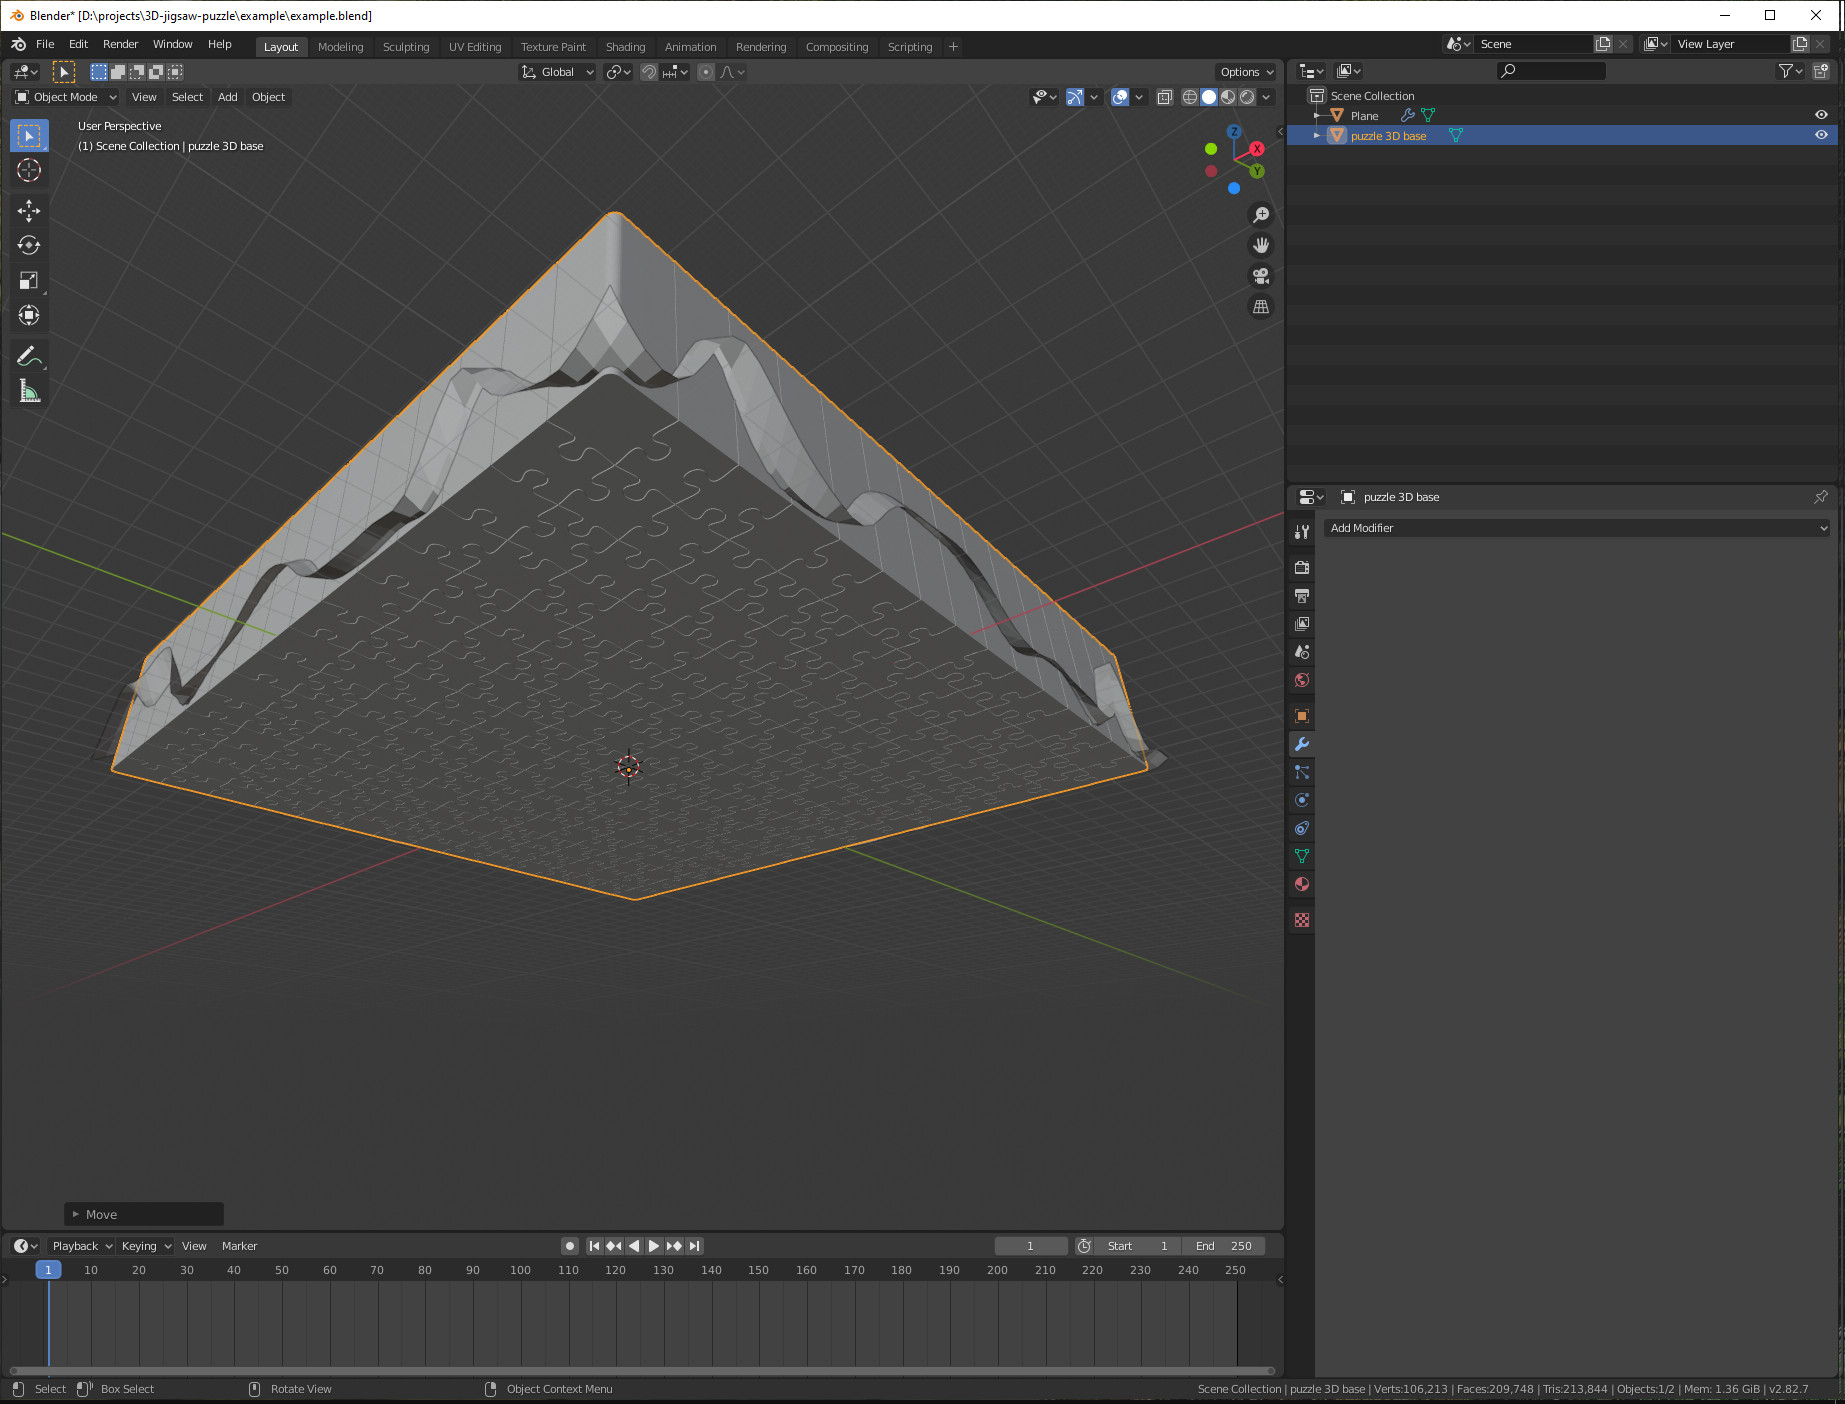 Blender* [D:\projects\3D-jigsaw-puzzle\example\example.blend]
File Edit Render Window Help Layout Modeling Sculpting UV Editing Texture Paint Shading Animation Rendering Compositing Scripting + Scene View Layer
Global Options
Object Mode View Select Add Object
User Perspective
(1) Scene Collection | puzzle 3D base
Z
X
Y
Scene Collection
Plane
puzzle 3D base
puzzle 3D base
Add Modifier
Move
Playback Keying View Marker 1 Start 1 End 250
1 10 20 30 40 50 60 70 80 90 100 110 120 130 140 150 160 170 180 190 200 210 220 230 240 250
Select Box Select Rotate View Object Context Menu Scene Collection | puzzle 3D base | Verts:106,213 | Faces:209,748 | Tris:213,844 | Objects:1/2 | Mem: 1.36 GiB | v2.82.7